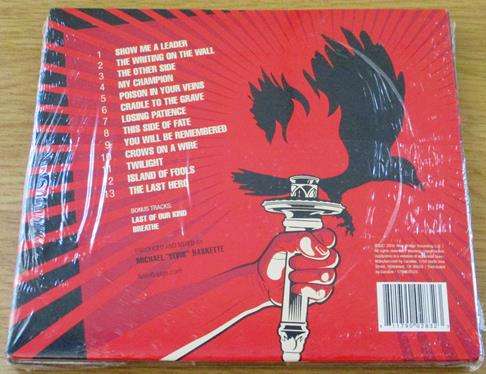 1 SHOW ME A LEADER
2 THE WRITING ON THE WALL
3 THE OTHER SIDE
4 MY CHAMPION
5 POISON IN YOUR VEINS
6 CRADLE TO THE GRAVE
7 LOSING PATIENCE
8 THIS SIDE OF FATE
9 YOU WILL BE REMEMBERED
10 CROWS ON A WIRE
11 TWILIGHT
12 ISLAND OF FOOLS
13 THE LAST HERO
BONUS TRACKS:
LAST OF OUR KIND
BREATHE
PRODUCED AND MIXED BY
MICHAEL "ELVIS" BASKETTE